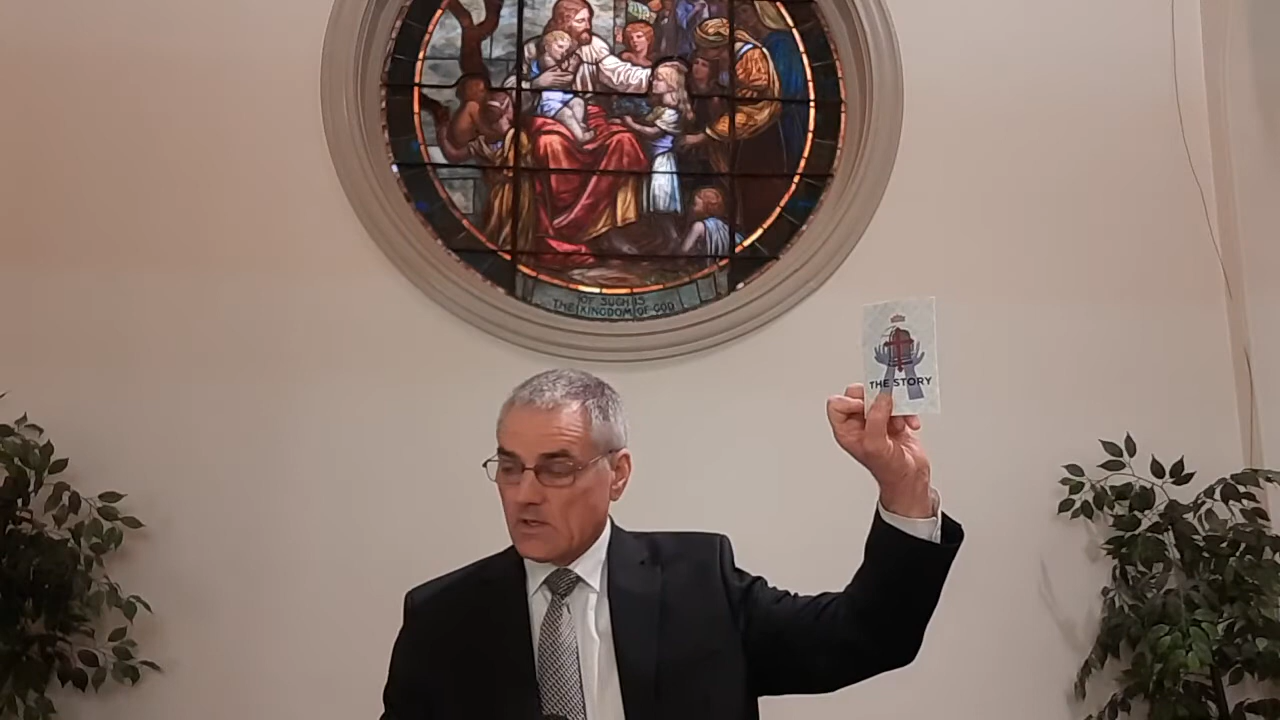 OF SUCH IS
THE KINGDOM OF GOD
THE STORY